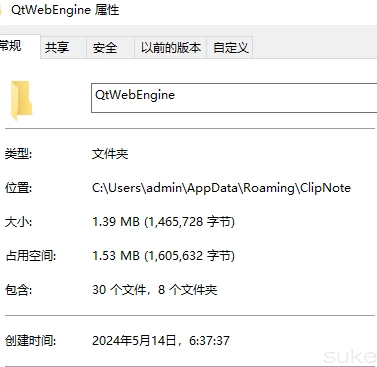 QtWebEngine 属性
常规 共享 安全 以前的版本 自定义
QtWebEngine
类型: 文件夹
位置: C:\Users\admin\AppData\Roaming\ClipNote
大小: 1.39 MB (1,465,728 字节)
占用空间: 1.53 MB (1,605,632 字节)
包含: 30 个文件，8 个文件夹
创建时间: 2024年5月14日，6:37:37
suke